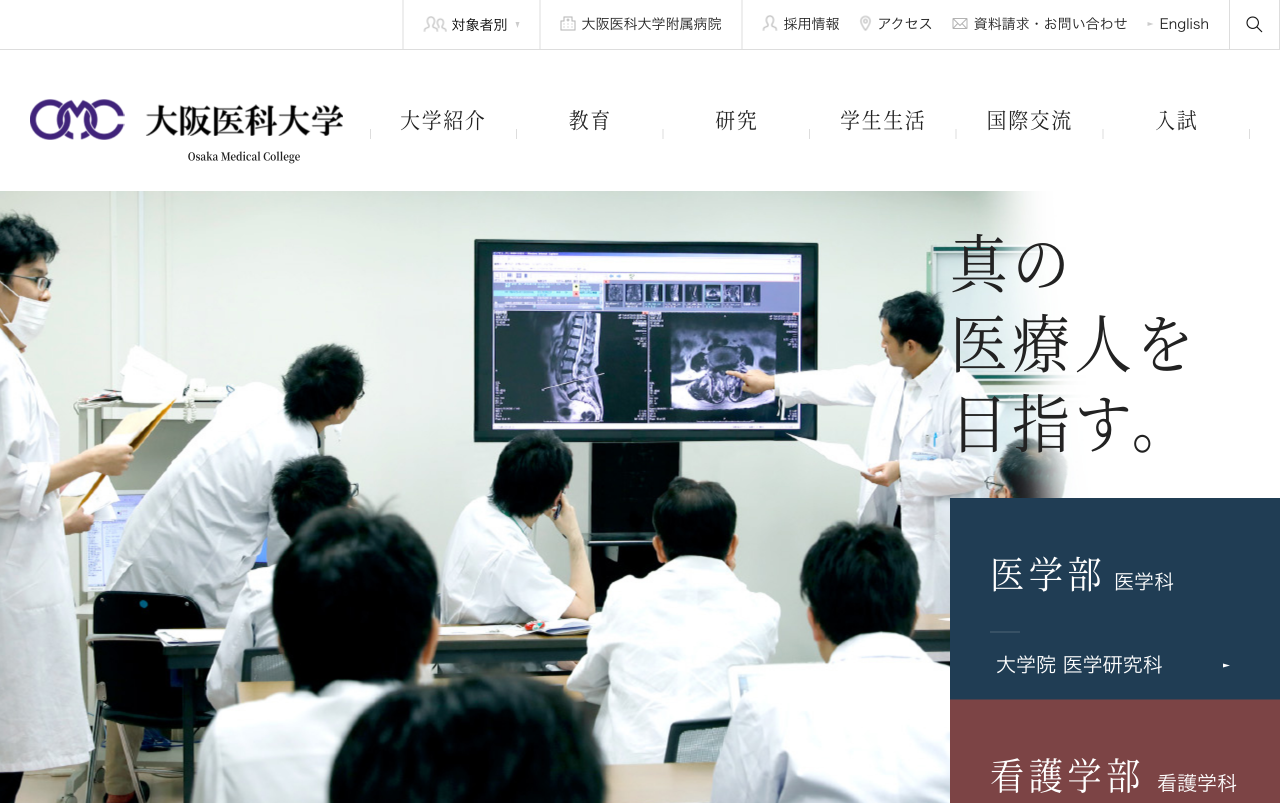 対象者別
大阪医科大学附属病院
採用情報
アクセス
資料請求・お問い合わせ
English
OMC
大阪医科大学
Osaka Medical College
大学紹介
教育
研究
学生生活
国際交流
入試
真の
医療人を
目指す。
医学部 医学科
大学院 医学研究科
看護学部 看護学科